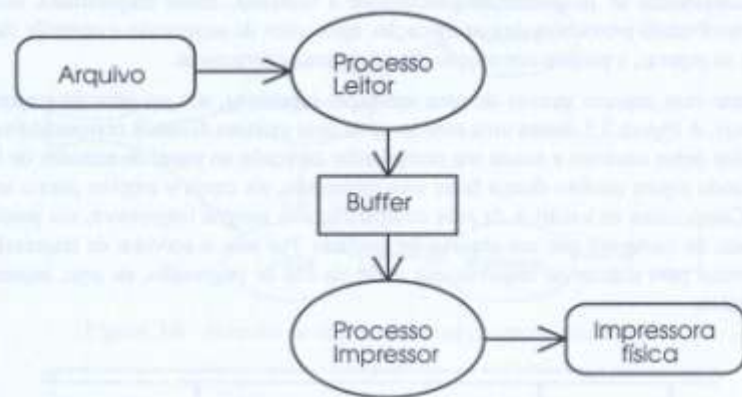 Arquivo
Processo
Leitor
Buffer
Processo
Impressor
Impressora
física